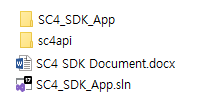 SC4_SDK_App
sc4api
SC4 SDK Document.docx
SC4_SDK_App.sln